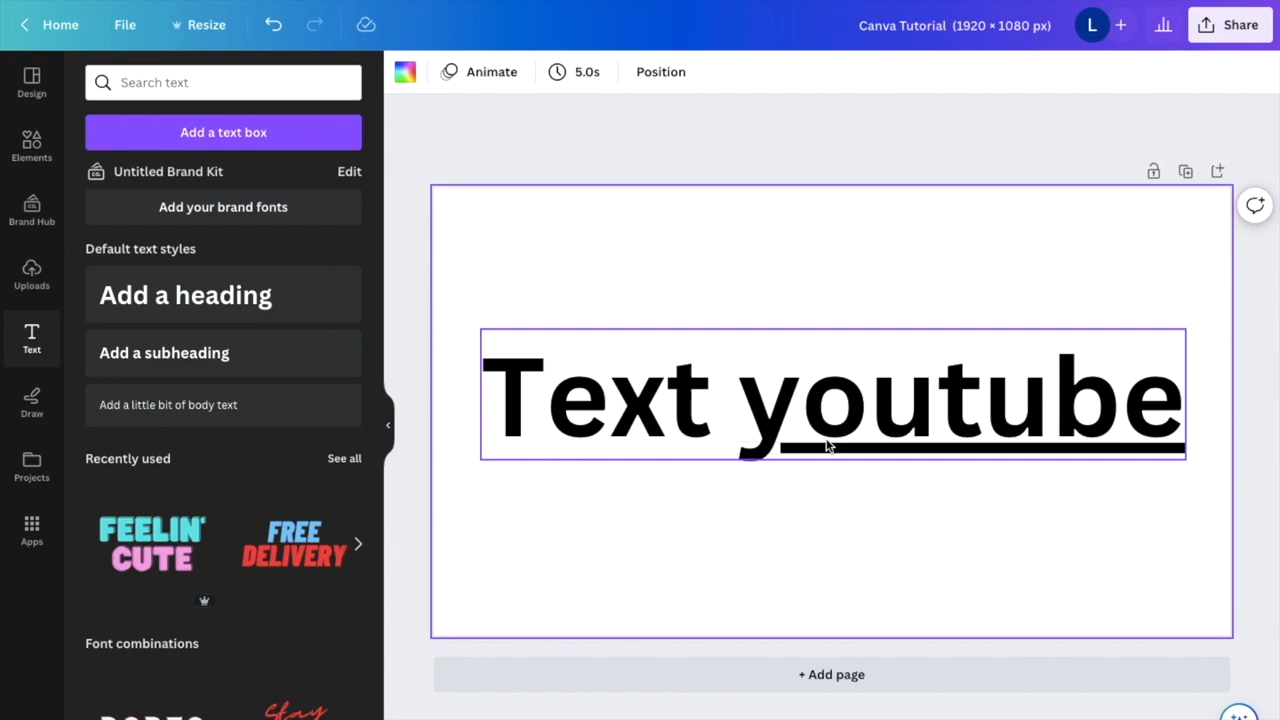 Home File Resize Canva Tutorial (1920 × 1080 px) L + Share
Design
Elements
Brand Hub
Uploads
Text
Draw
Projects
Apps
Search text
Add a text box
Untitled Brand Kit Edit
Add your brand fonts
Default text styles
Add a heading
Add a subheading
Add a little bit of body text
Recently used See all
FEELIN'
CUTE
FREE
DELIVERY
Font combinations
Stay
Animate 5.0s Position
Text youtube
+ Add page